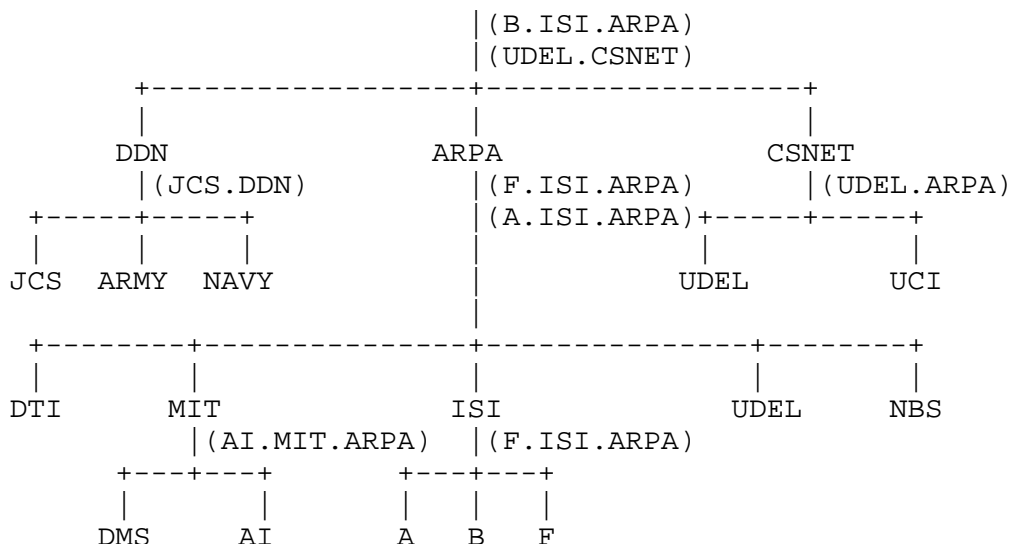 (B.ISI.ARPA)
(UDEL.CSNET)
DDN ARPA CSNET
(JCS.DDN) (F.ISI.ARPA) (UDEL.ARPA)
(A.ISI.ARPA)
JCS ARMY NAVY UDEL UCI
DTI MIT ISI UDEL NBS
(AI.MIT.ARPA) (F.ISI.ARPA)
DMS AI A B F